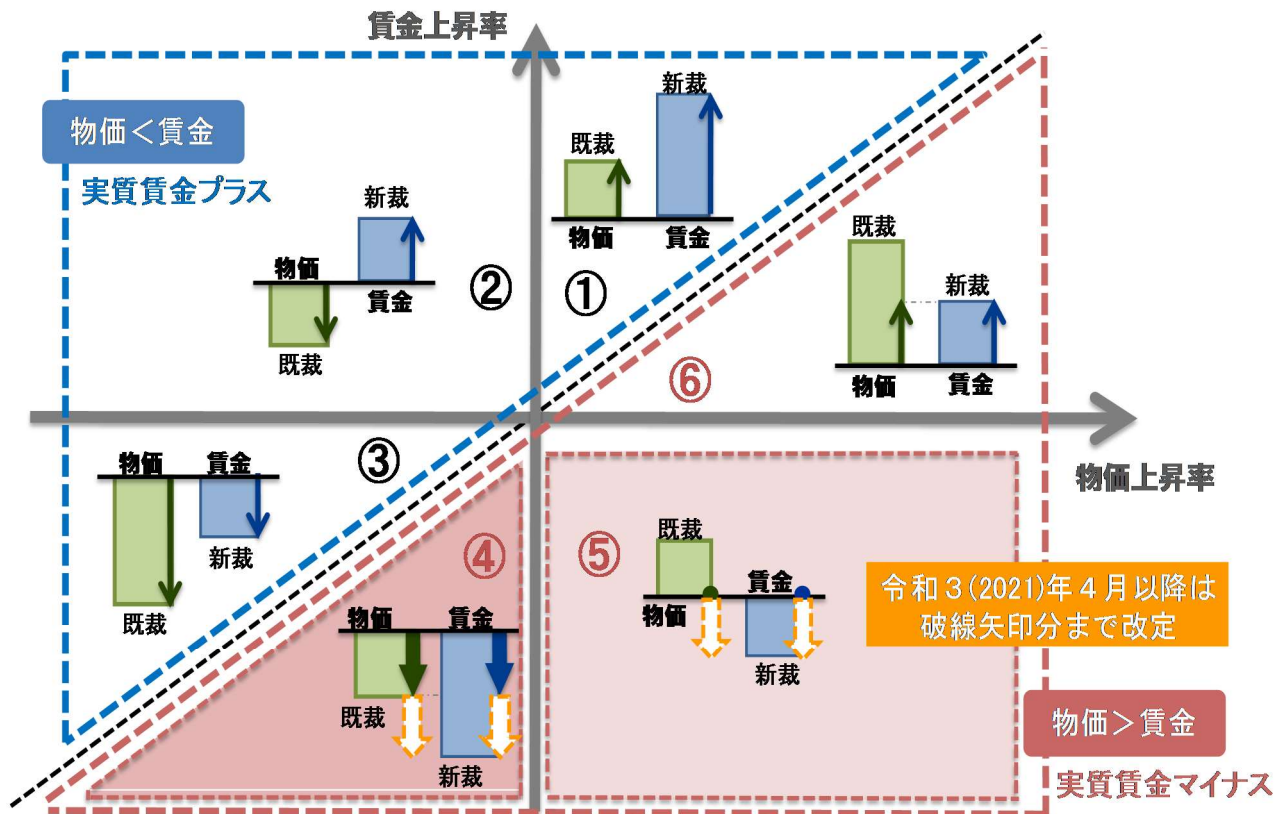 賃金上昇率
物価＜賃金
実質賃金プラス
新裁
既裁
物価
賃金
①
新裁
物価
賃金
既裁
②
既裁
新裁
物価
賃金
⑥
物価上昇率
③
物価
賃金
新裁
既裁
④
物価
賃金
既裁
新裁
⑤
既裁
賃金
物価
新裁
令和３(2021)年４月以降は
破線矢印分まで改定
物価＞賃金
実質賃金マイナス